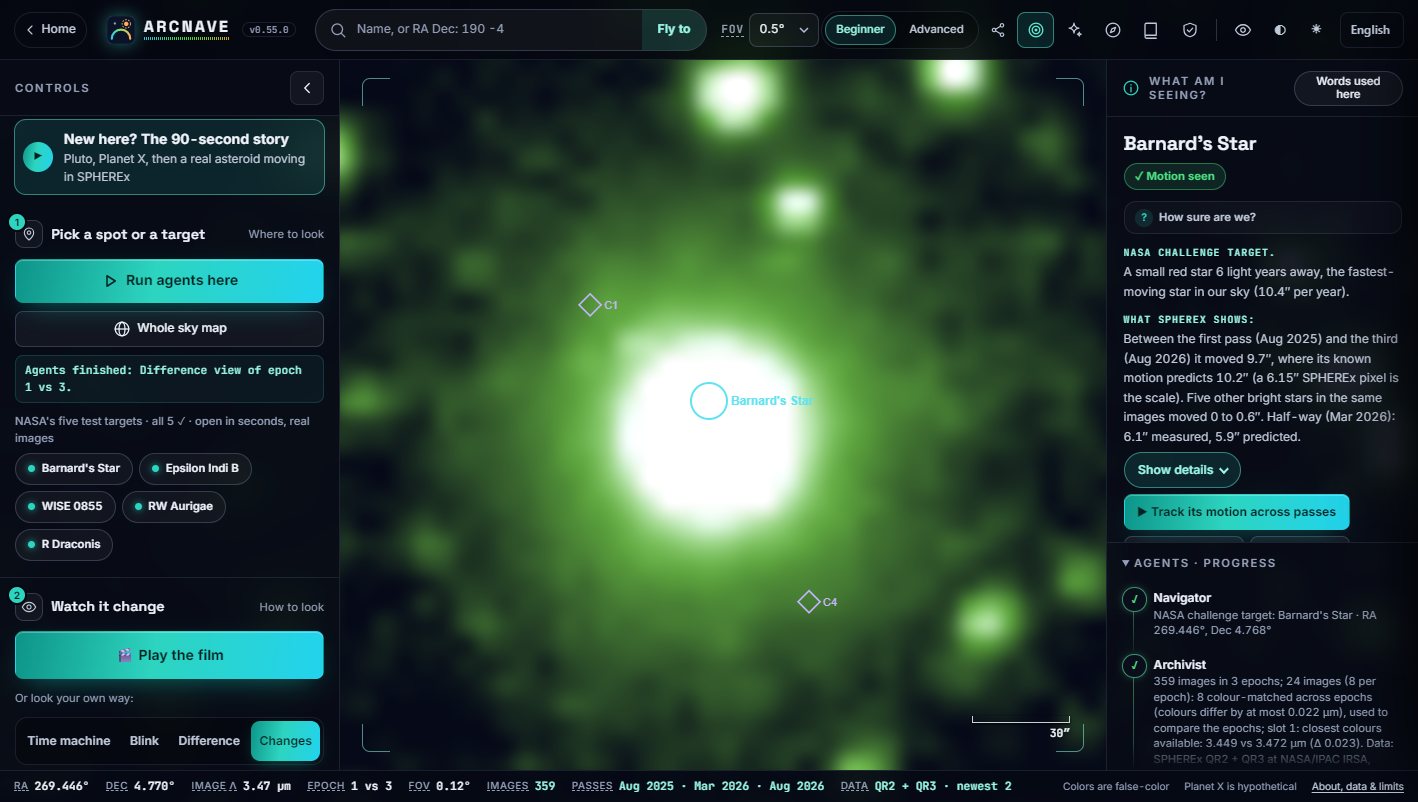 Home
ARCNAVE
v0.55.0
Name, or RA Dec: 190 -4
Fly to
FOV
0.5°
Beginner
Advanced
English
CONTROLS
New here? The 90-second story
Pluto, Planet X, then a real asteroid moving
in SPHEREx
1
Pick a spot or a target
Where to look
Run agents here
Whole sky map
Agents finished: Difference view of epoch
1 vs 3.
NASA's five test targets · all 5 ✓ · open in seconds, real
images
Barnard's Star
Epsilon Indi B
WISE 0855
RW Aurigae
R Draconis
2
Watch it change
How to look
Play the film
Or look your own way:
Time machine
Blink
Difference
Changes
C1
Barnard's Star
C4
30″
WHAT AM I
SEEING?
Words used
here
Barnard's Star
✓ Motion seen
? How sure are we?
NASA CHALLENGE TARGET.
A small red star 6 light years away, the fastest-
moving star in our sky (10.4″ per year).
WHAT SPHEREX SHOWS:
Between the first pass (Aug 2025) and the third
(Aug 2026) it moved 9.7″, where its known
motion predicts 10.2″ (a 6.15″ SPHEREx pixel is
the scale). Five other bright stars in the same
images moved 0 to 0.6″. Half-way (Mar 2026):
6.1″ measured, 5.9″ predicted.
Show details
▶ Track its motion across passes
▼ AGENTS · PROGRESS
✓ Navigator
NASA challenge target: Barnard's Star · RA
269.446°, Dec 4.768°
✓ Archivist
359 images in 3 epochs; 24 images (8 per
epoch): 8 colour-matched across epochs
(colours differ by at most 0.022 µm), used to
compare the epochs; slot 1: closest colours
available: 3.449 vs 3.472 µm (Δ 0.023). Data:
SPHEREx QR2 + QR3 at NASA/IPAC IRSA,
RA 269.446°
DEC 4.770°
IMAGE Λ 3.47 µm
EPOCH 1 vs 3
FOV 0.12°
IMAGES 359
PASSES Aug 2025 · Mar 2026 · Aug 2026
DATA QR2 + QR3 · newest 2
Colors are false-color
Planet X is hypothetical
About, data & limits